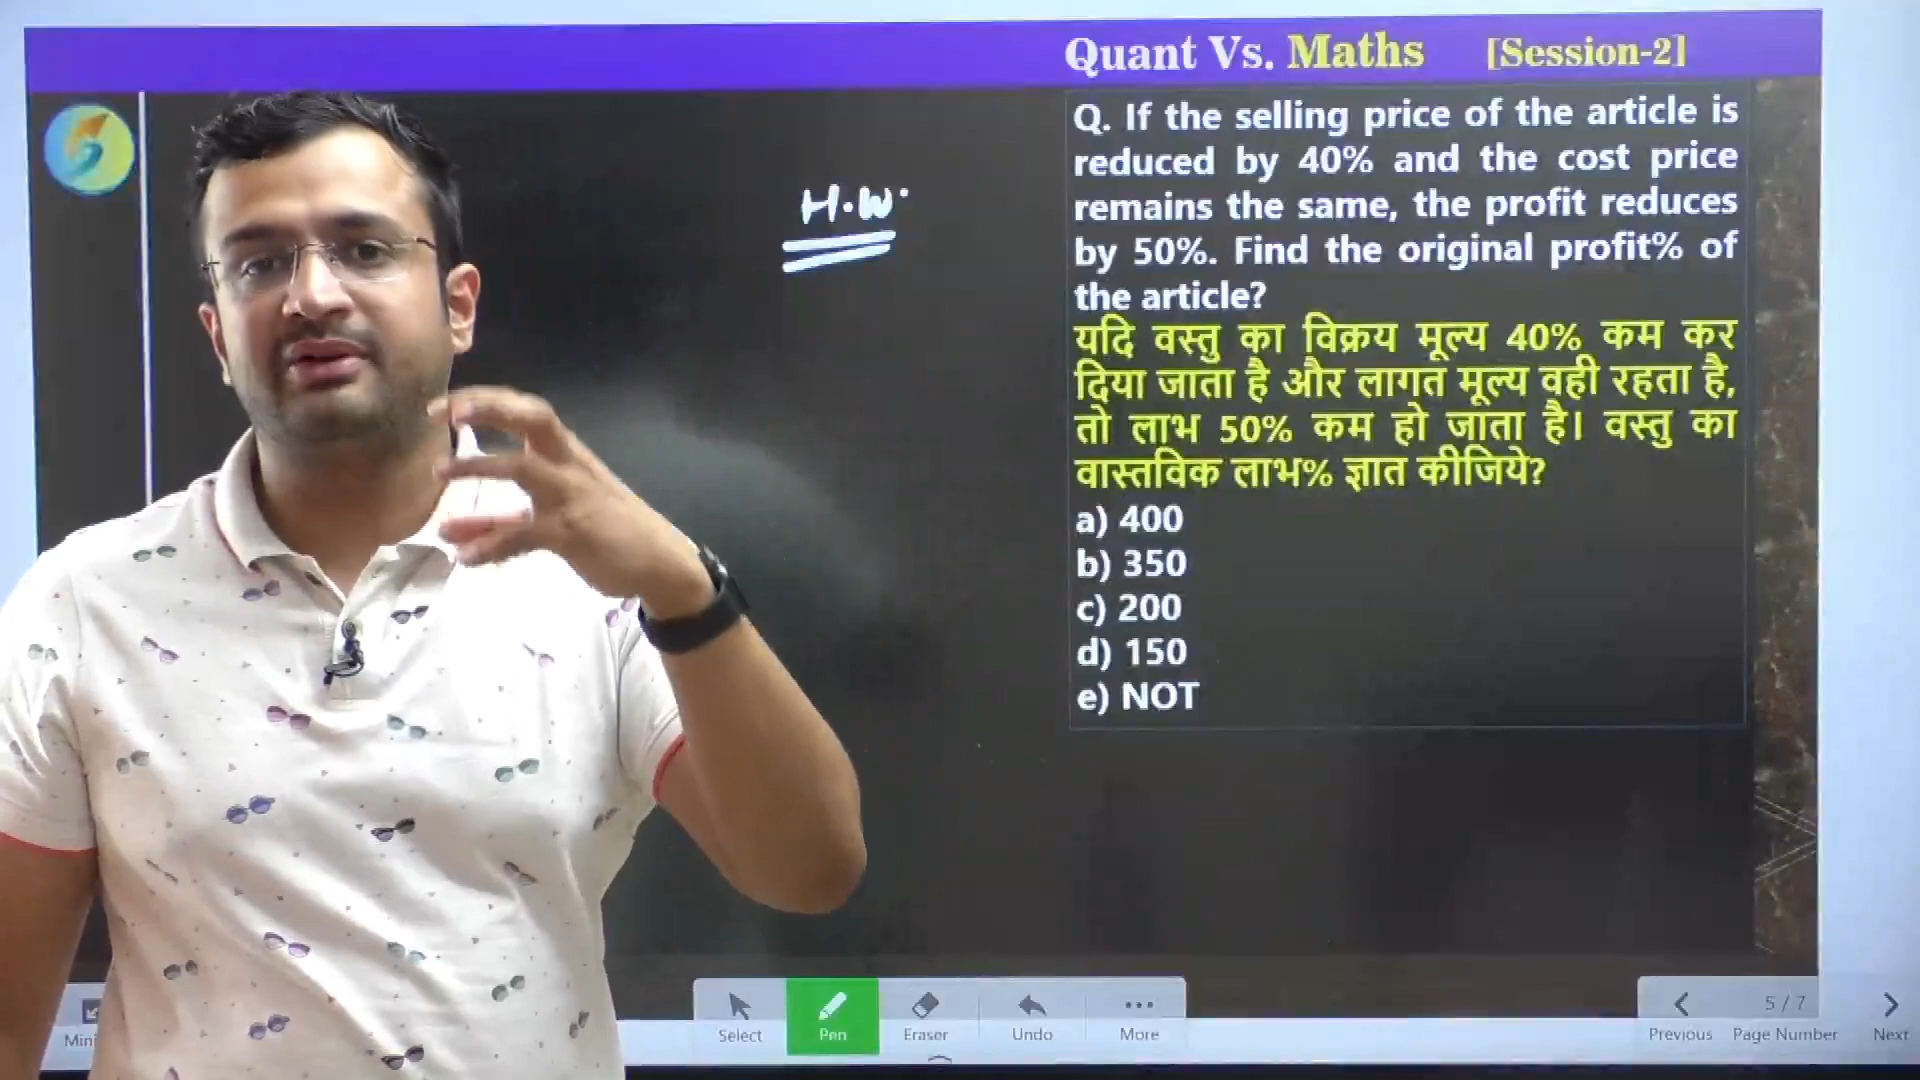 Quant Vs. Maths [Session-2]
H.W.
Q. If the selling price of the article is
reduced by 40% and the cost price
remains the same, the profit reduces
by 50%. Find the original profit% of
the article?
यदि वस्तु का विक्रय मूल्य 40% कम कर
दिया जाता है और लागत मूल्य वही रहता है,
तो लाभ 50% कम हो जाता है। वस्तु का
वास्तविक लाभ% ज्ञात कीजिये?
a) 400
b) 350
c) 200
d) 150
e) NOT
Mini
Select Pen Eraser Undo More
5 / 7
Previous Page Number Next